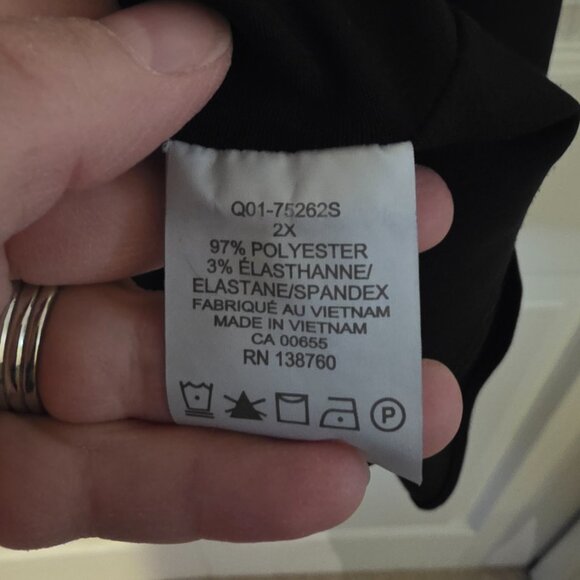 Q01-75262S
2X
97% POLYESTER
3% ÉLASTHANNE/
ELASTANE/SPANDEX
FABRIQUÉ AU VIETNAM
MADE IN VIETNAM
CA 00655
RN 138760
P